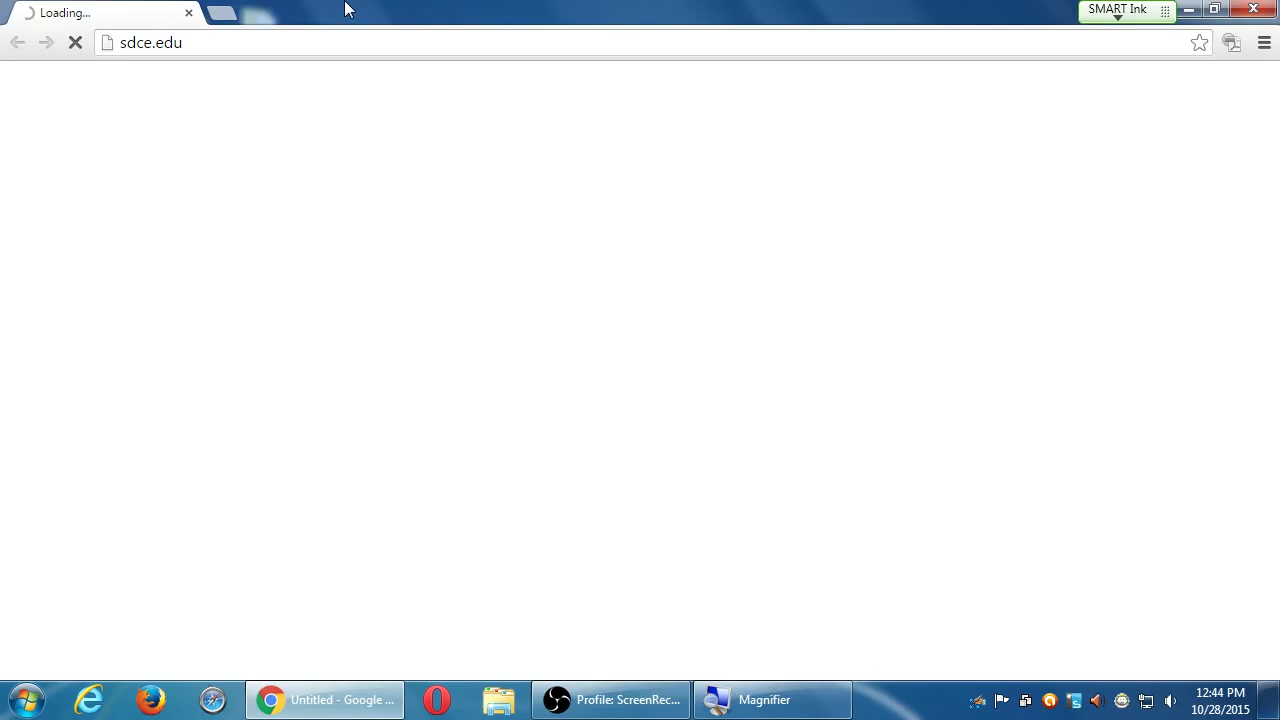 Loading...
SMART Ink
sdce.edu
Untitled - Google ...
Profile: ScreenRec...
Magnifier
12:44 PM
10/28/2015